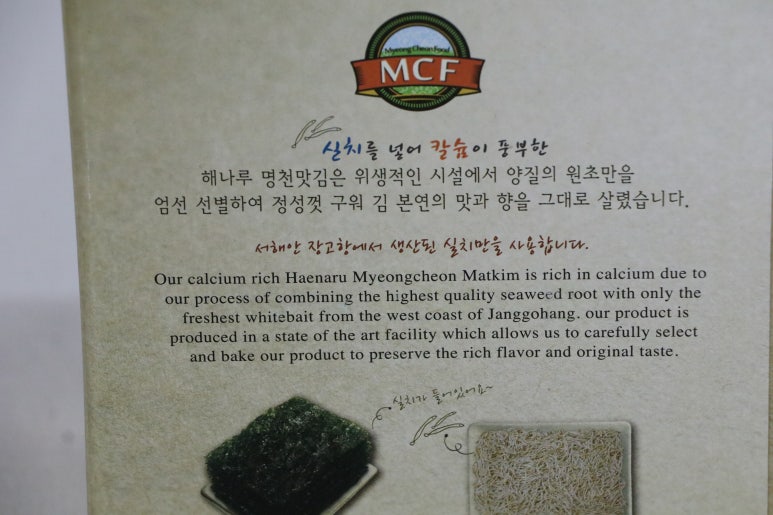 Myeong Cheon Food
MCF
실치를 넣어 칼슘이 풍부한
해나루 명천맛김은 위생적인 시설에서 양질의 원초만을
엄선 선별하여 정성껏 구워 김 본연의 맛과 향을 그대로 살렸습니다.
서해안 장고항에서 생산된 실치만을 사용합니다.
Our calcium rich Haenaru Myeongcheon Matkim is rich in calcium due to
our process of combining the highest quality seaweed root with only the
freshest whitebait from the west coast of Janggohang. our product is
produced in a state of the art facility which allows us to carefully select
and bake our product to preserve the rich flavor and original taste.
실치가 들어있어요~